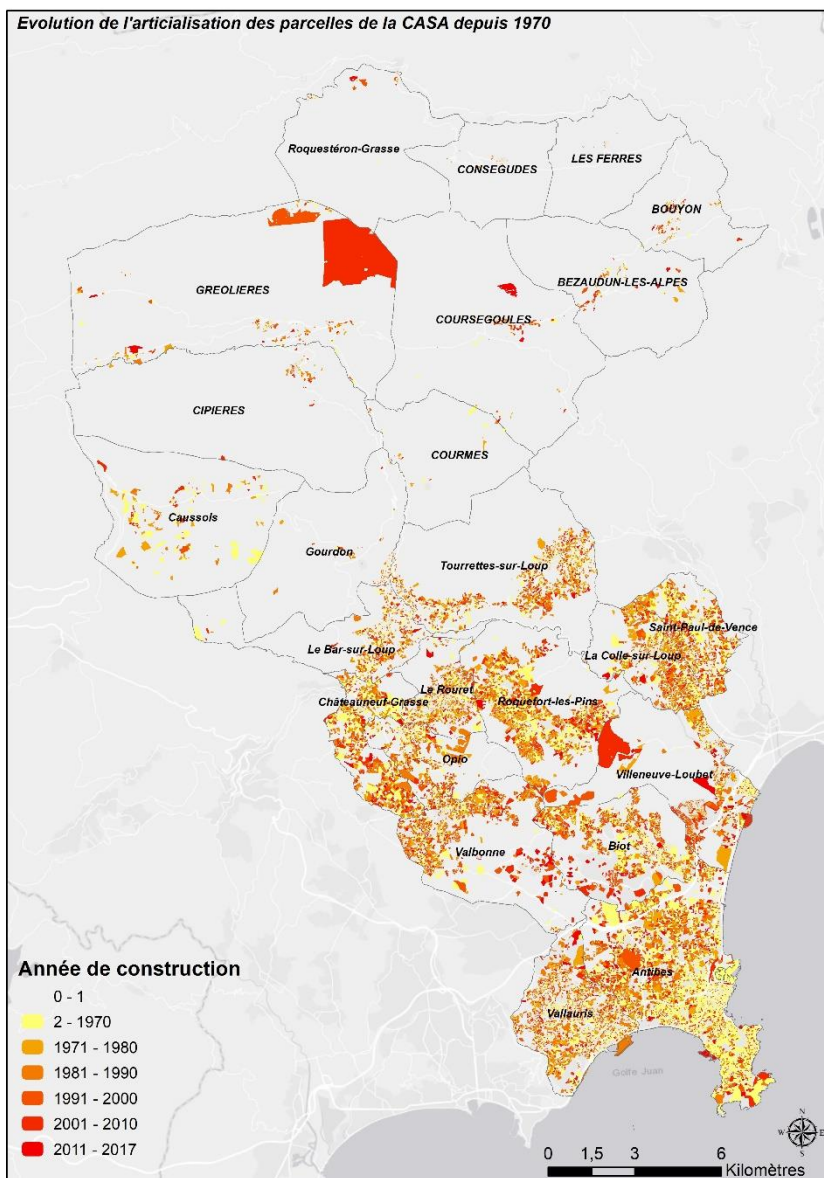 Evolution de l'articialisation des parcelles de la CASA depuis 1970
Roquestéron-Grasse
CONSEGUDES
LES FERRES
BOUYON
GREOLIERES
BEZAUDUN-LES-ALPES
COURSEGOULES
CIPIERES
COURMES
Caussols
Gourdon
Tourrettes-sur-Loup
Saint-Paul-de-Vence
Le Bar-sur-Loup
La Colle-sur-Loup
Le Rouret
Châteauneuf-Grasse
Roquefort-les-Pins
Opio
Villeneuve-Loubet
Valbonne
Biot
Antibes
Vallauris
Golfe Juan
Année de construction
0 - 1
2 - 1970
1971 - 1980
1981 - 1990
1991 - 2000
2001 - 2010
2011 - 2017
N
W E
S
0 1,5 3 6
Kilomètres